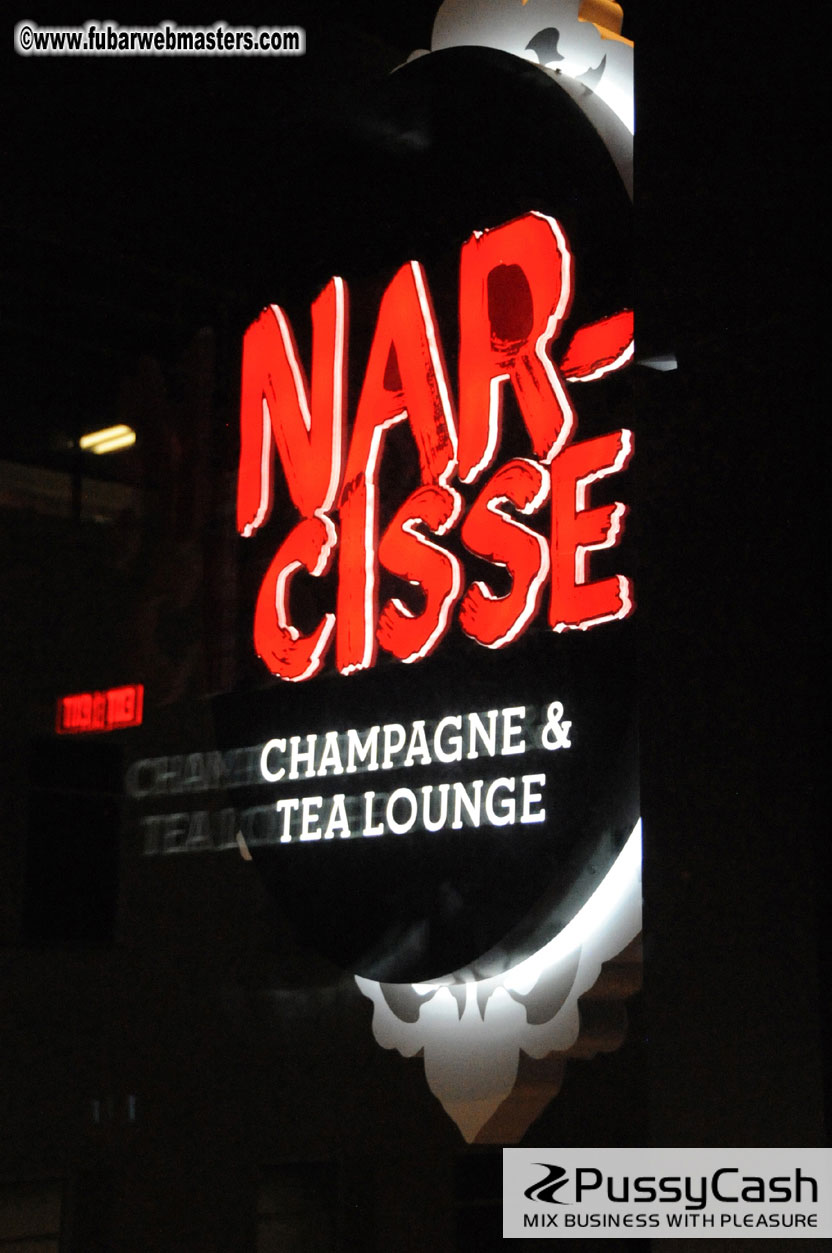 ©www.fubarwebmasters.com
NAR-
CISSE
CHAMPAGNE &
TEA LOUNGE
PussyCash
MIX BUSINESS WITH PLEASURE